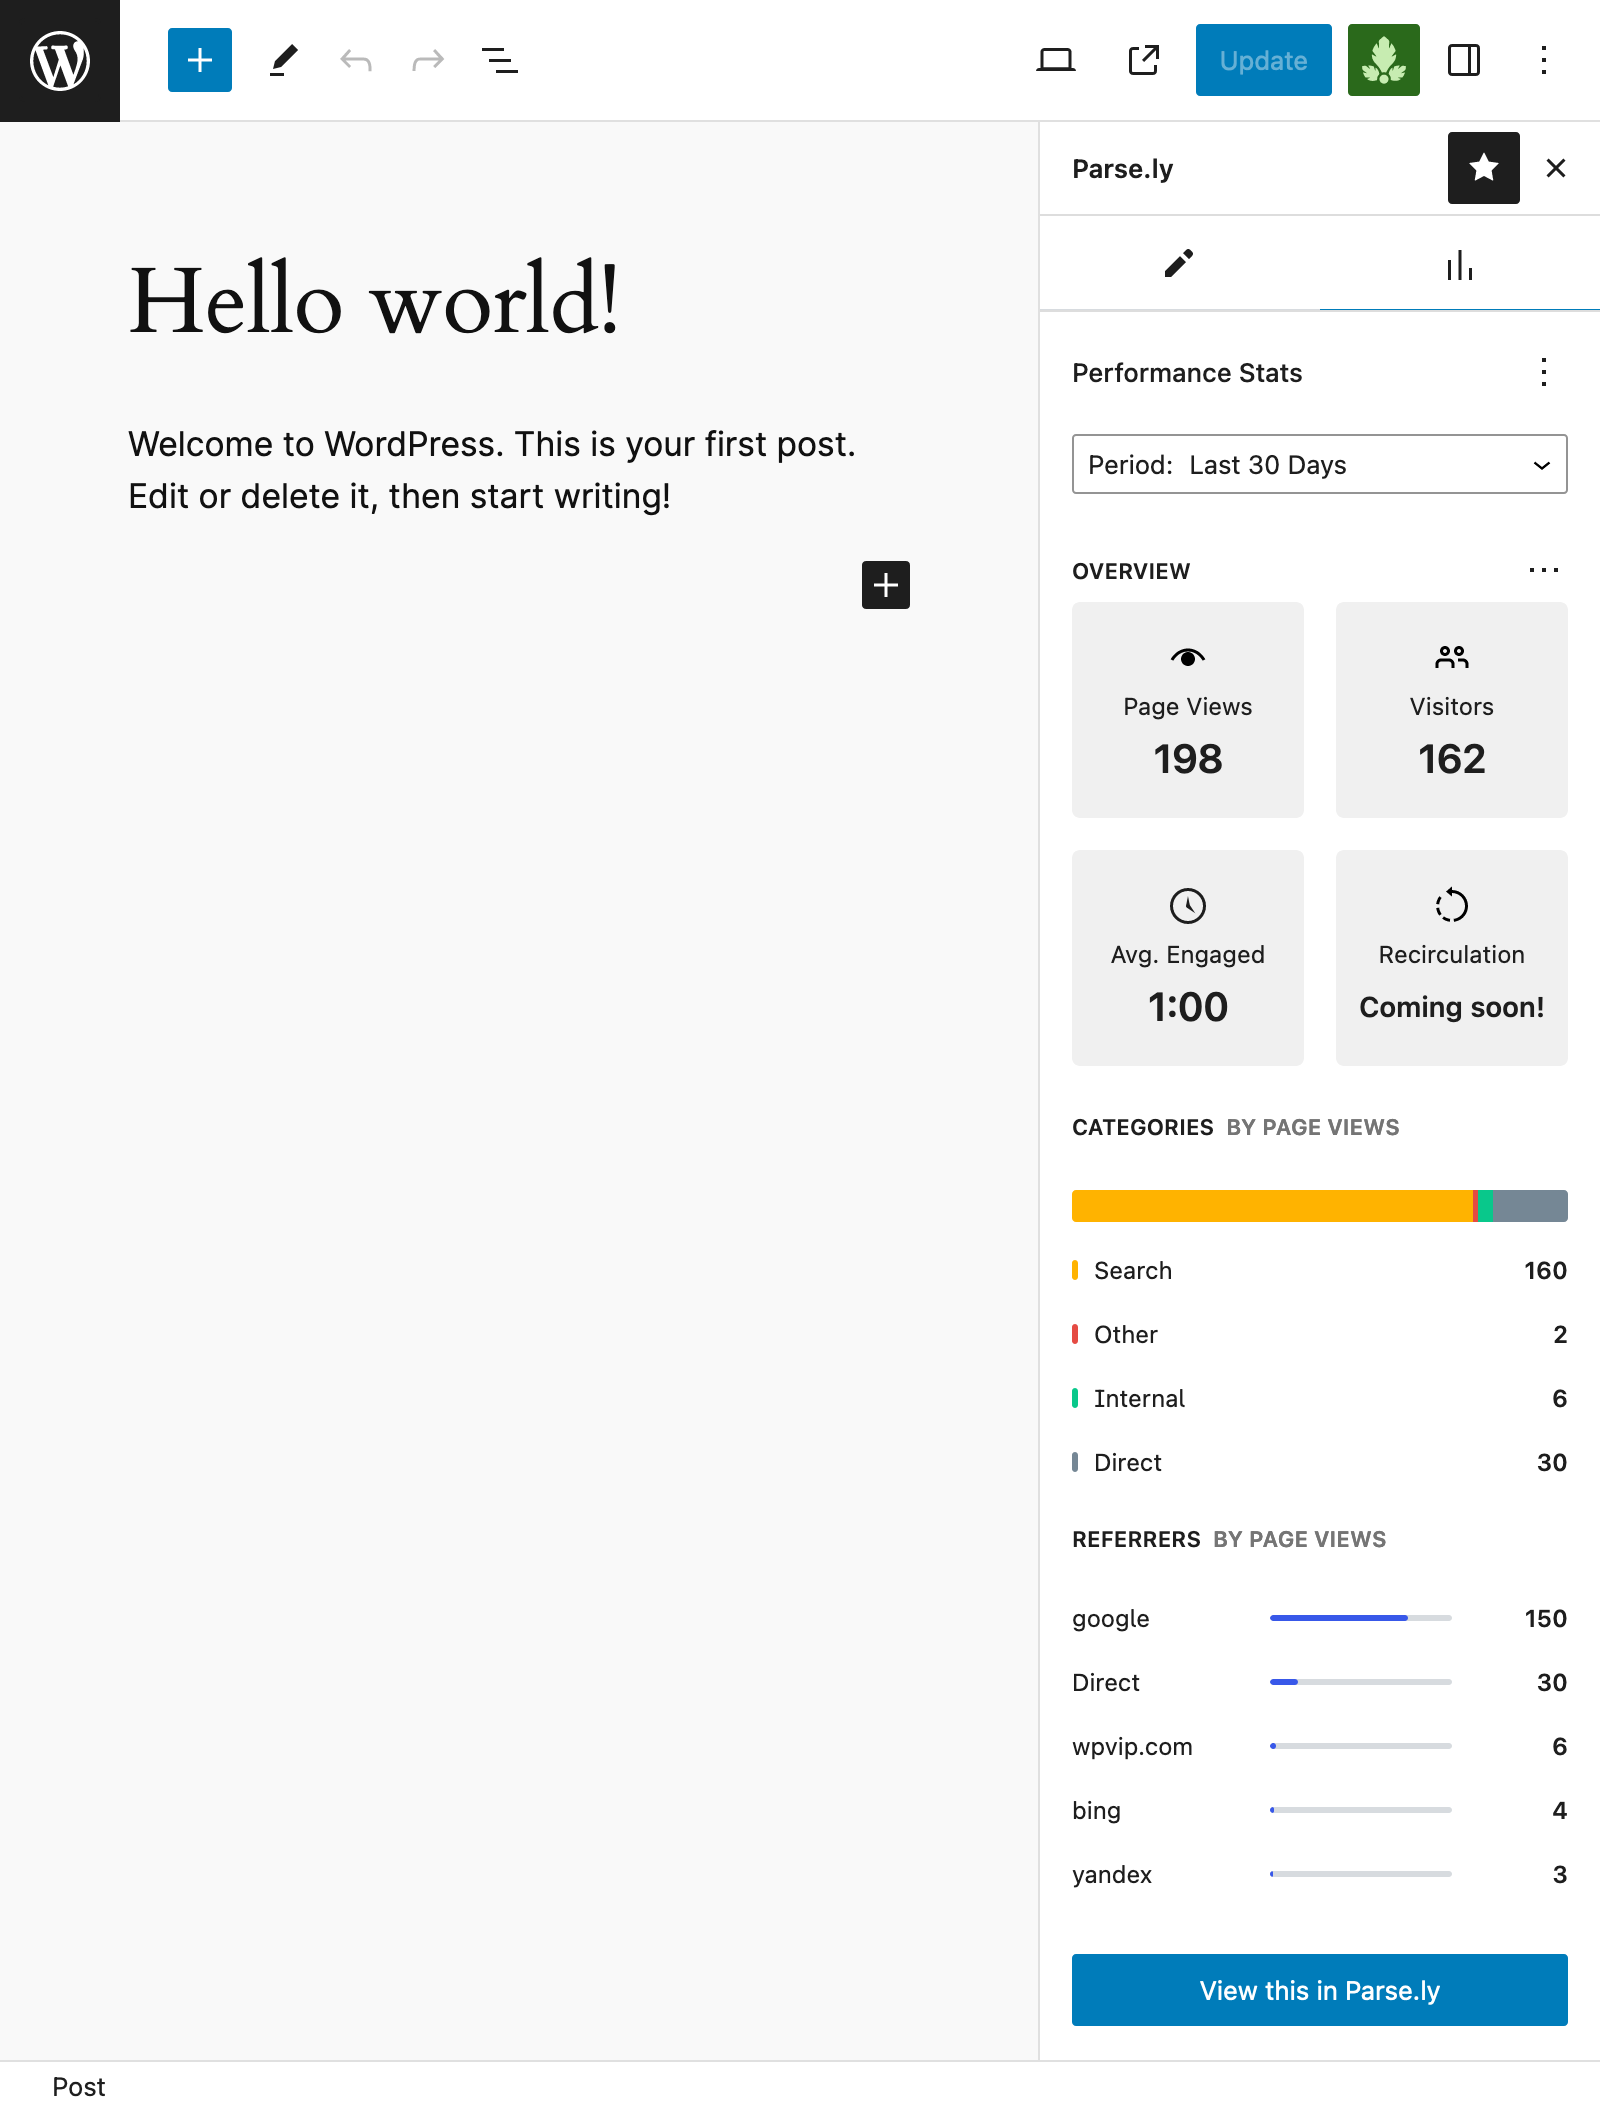 Update
Parse.ly
Hello world!
Welcome to WordPress. This is your first post.
Edit or delete it, then start writing!
Performance Stats
Period: Last 30 Days
OVERVIEW
Page Views
198
Visitors
162
Avg. Engaged
1:00
Recirculation
Coming soon!
CATEGORIES BY PAGE VIEWS
Search 160
Other 2
Internal 6
Direct 30
REFERRERS BY PAGE VIEWS
google 150
Direct 30
wpvip.com 6
bing 4
yandex 3
View this in Parse.ly
Post